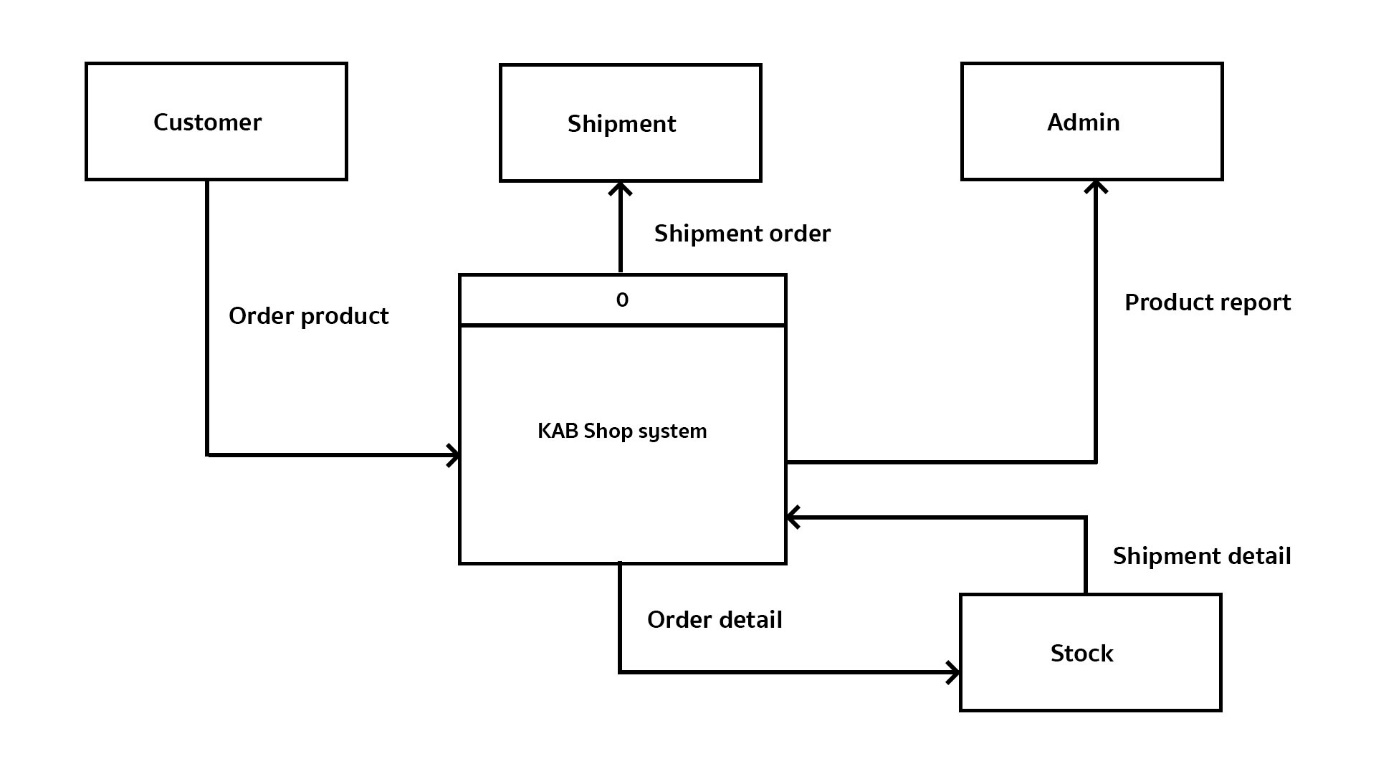 Customer
Shipment
Admin
Shipment order
0
Product report
Order product
KAB Shop system
Shipment detail
Order detail
Stock